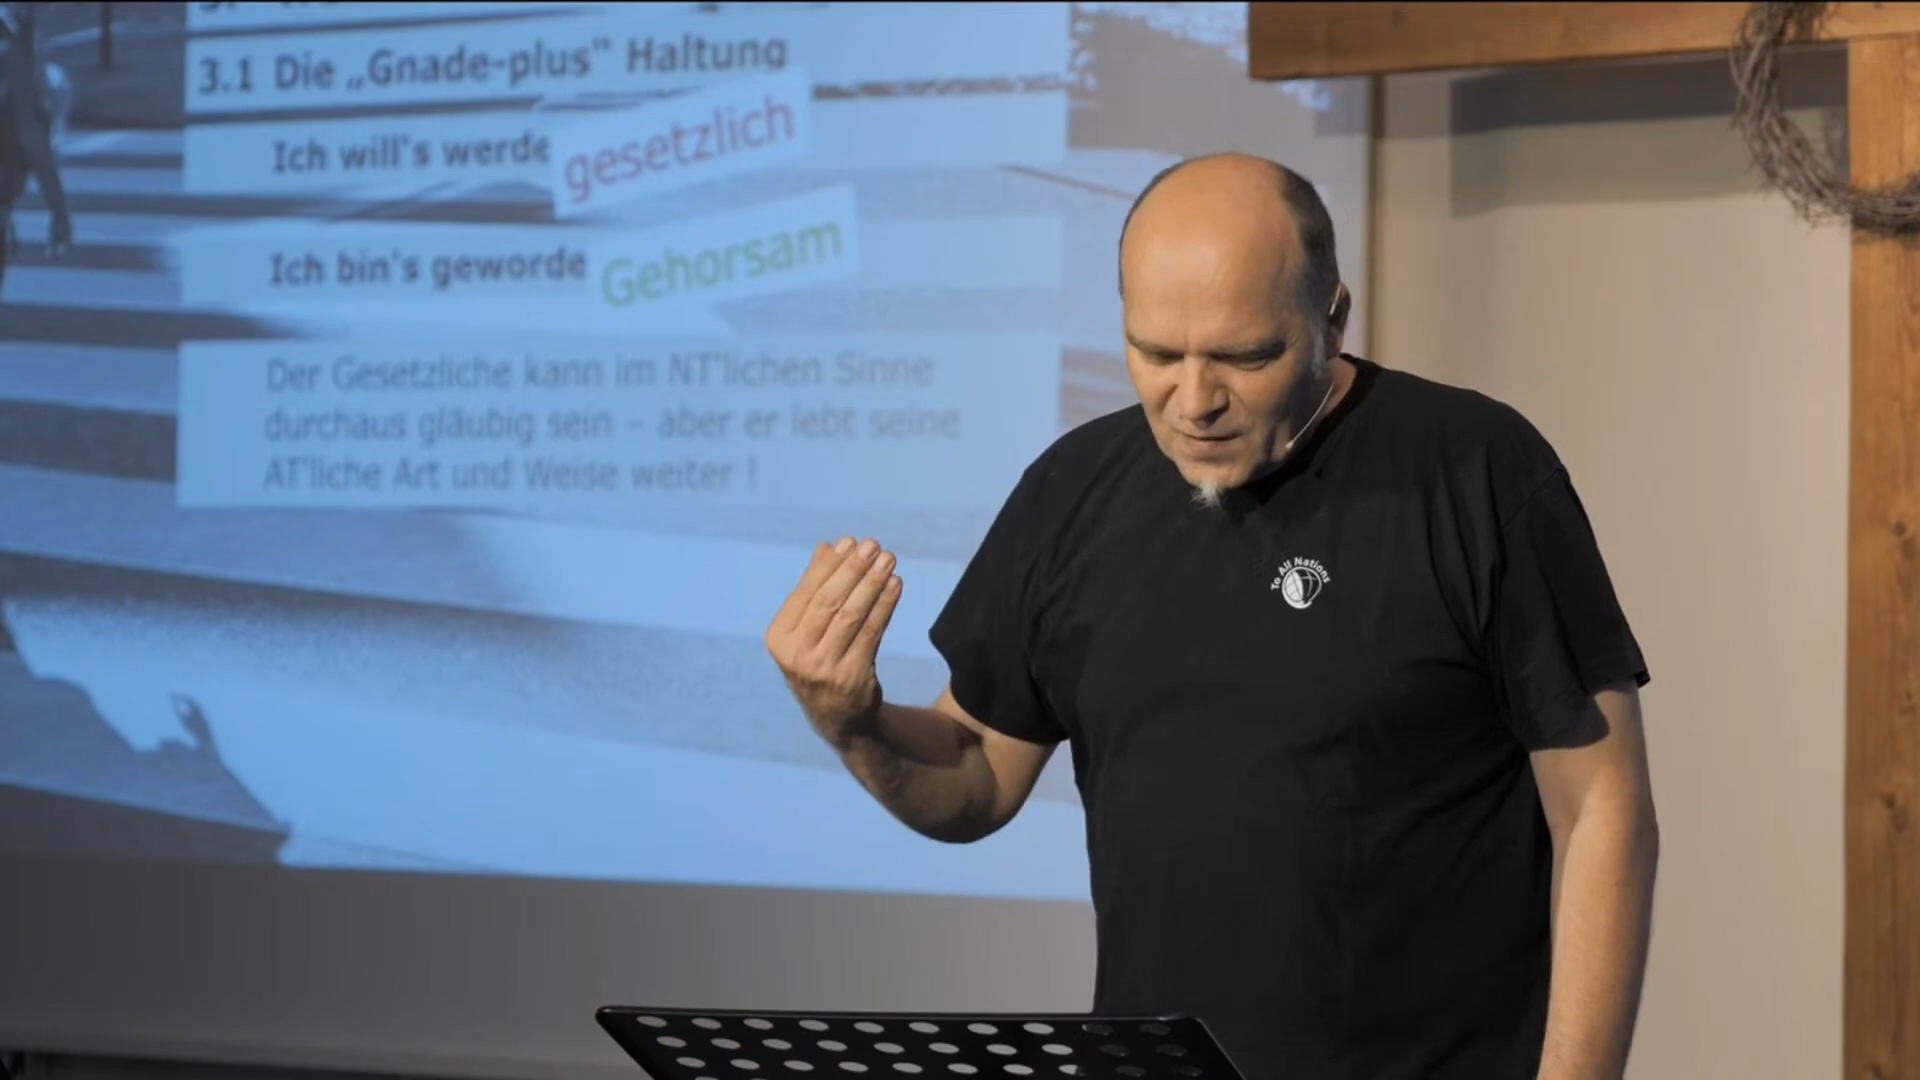 3.1 Die „Gnade-plus" Haltung
Ich will's werde gesetzlich
Ich bin's geworde Gehorsam
Der Gesetzliche kann im NT'lichen Sinne
durchaus gläubig sein – aber er lebt seine
AT'liche Art und Weise weiter !
To All Nations